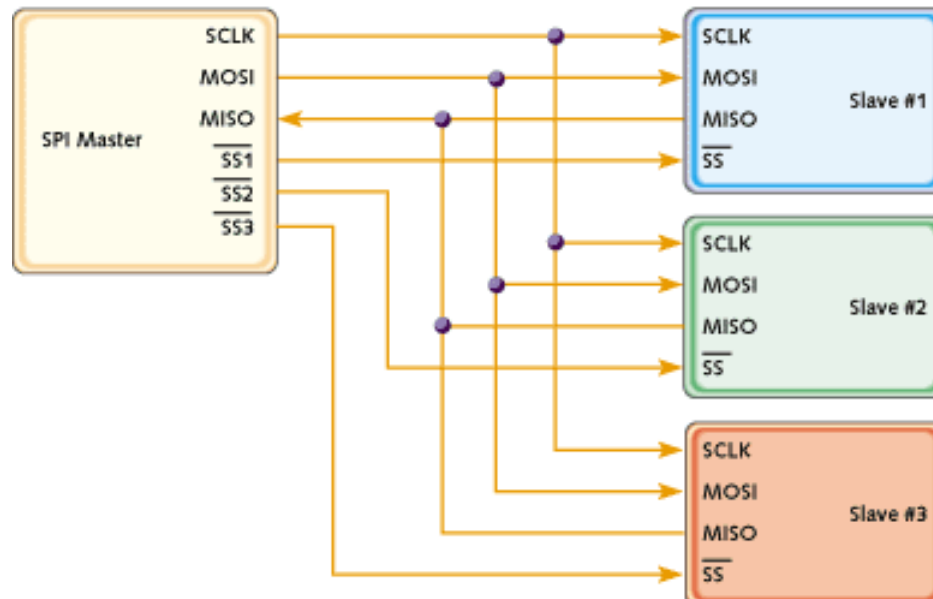 SPI Master
SCLK
MOSI
MISO
SS1
SS2
SS3
SCLK
MOSI
MISO
SS
Slave #1
SCLK
MOSI
MISO
SS
Slave #2
SCLK
MOSI
MISO
SS
Slave #3